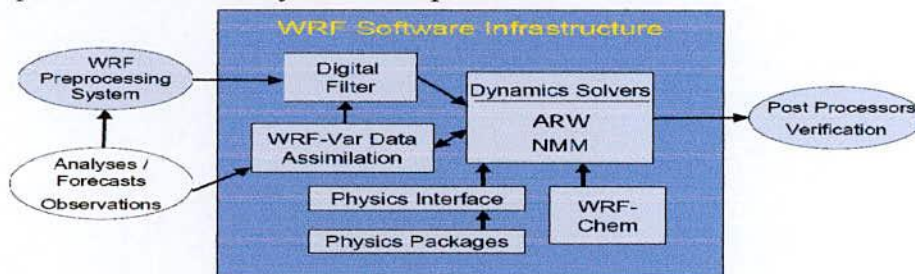 WRF Software Infrastructure
WRF
Preprocessing
System
Digital
Filter
Dynamics Solvers
ARW
NMM
Post Processors
Verification
WRF-Var Data
Assimilation
Analyses /
Forecasts
Observations
Physics Interface
WRF-
Chem
Physics Packages